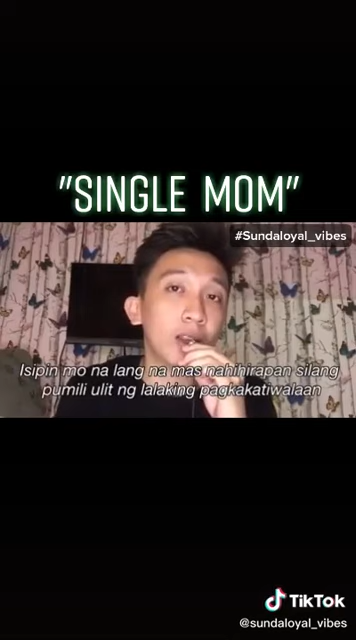 "SINGLE MOM"
#Sundaloyal_vibes
Isipin mo na lang na mas nahihirapan silang
pumili ulit ng lalaking pagkakatiwalaan
TikTok
@sundaloyal_vibes